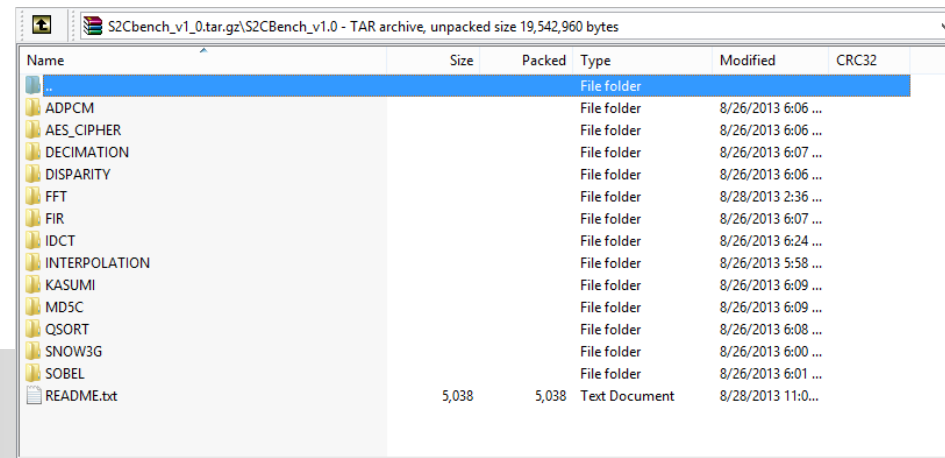 S2Cbench_v1_0.tar.gz\S2CBench_v1.0 - TAR archive, unpacked size 19,542,960 bytes
Name Size Packed Type Modified CRC32
.. File folder
ADPCM File folder 8/26/2013 6:06 ...
AES_CIPHER File folder 8/26/2013 6:06 ...
DECIMATION File folder 8/26/2013 6:07 ...
DISPARITY File folder 8/26/2013 6:06 ...
FFT File folder 8/28/2013 2:36 ...
FIR File folder 8/26/2013 6:07 ...
IDCT File folder 8/26/2013 6:24 ...
INTERPOLATION File folder 8/26/2013 5:58 ...
KASUMI File folder 8/26/2013 6:09 ...
MD5C File folder 8/26/2013 6:09 ...
QSORT File folder 8/26/2013 6:08 ...
SNOW3G File folder 8/26/2013 6:00 ...
SOBEL File folder 8/26/2013 6:01 ...
README.txt 5,038 5,038 Text Document 8/28/2013 11:0...